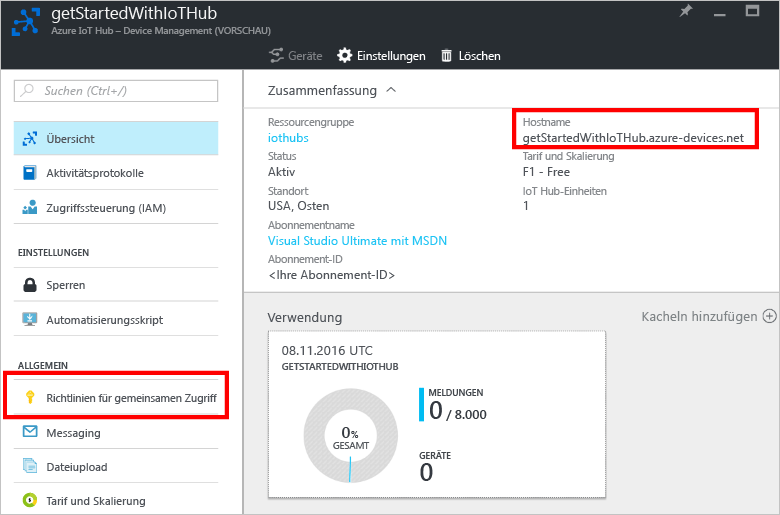 getStartedWithIoTHub
Azure IoT Hub – Device Management (VORSCHAU)
Geräte Einstellungen Löschen
Suchen (Ctrl+/)
Übersicht
Aktivitätsprotokolle
Zugriffssteuerung (IAM)
EINSTELLUNGEN
Sperren
Automatisierungsskript
ALLGEMEIN
Richtlinien für gemeinsamen Zugriff
Messaging
Dateiupload
Tarif und Skalierung
Zusammenfassung
Ressourcengruppe
iothubs
Status
Aktiv
Standort
USA, Osten
Abonnementname
Visual Studio Ultimate mit MSDN
Abonnement-ID
<Ihre Abonnement-ID>
Hostname
getStartedWithIoTHub.azure-devices.net
Tarif und Skalierung
F1 - Free
IoT Hub-Einheiten
1
Verwendung
Kacheln hinzufügen
08.11.2016 UTC
GETSTARTEDWITHIOTHUB
0%
GESAMT
MELDUNGEN
0 / 8.000
GERÄTE
0